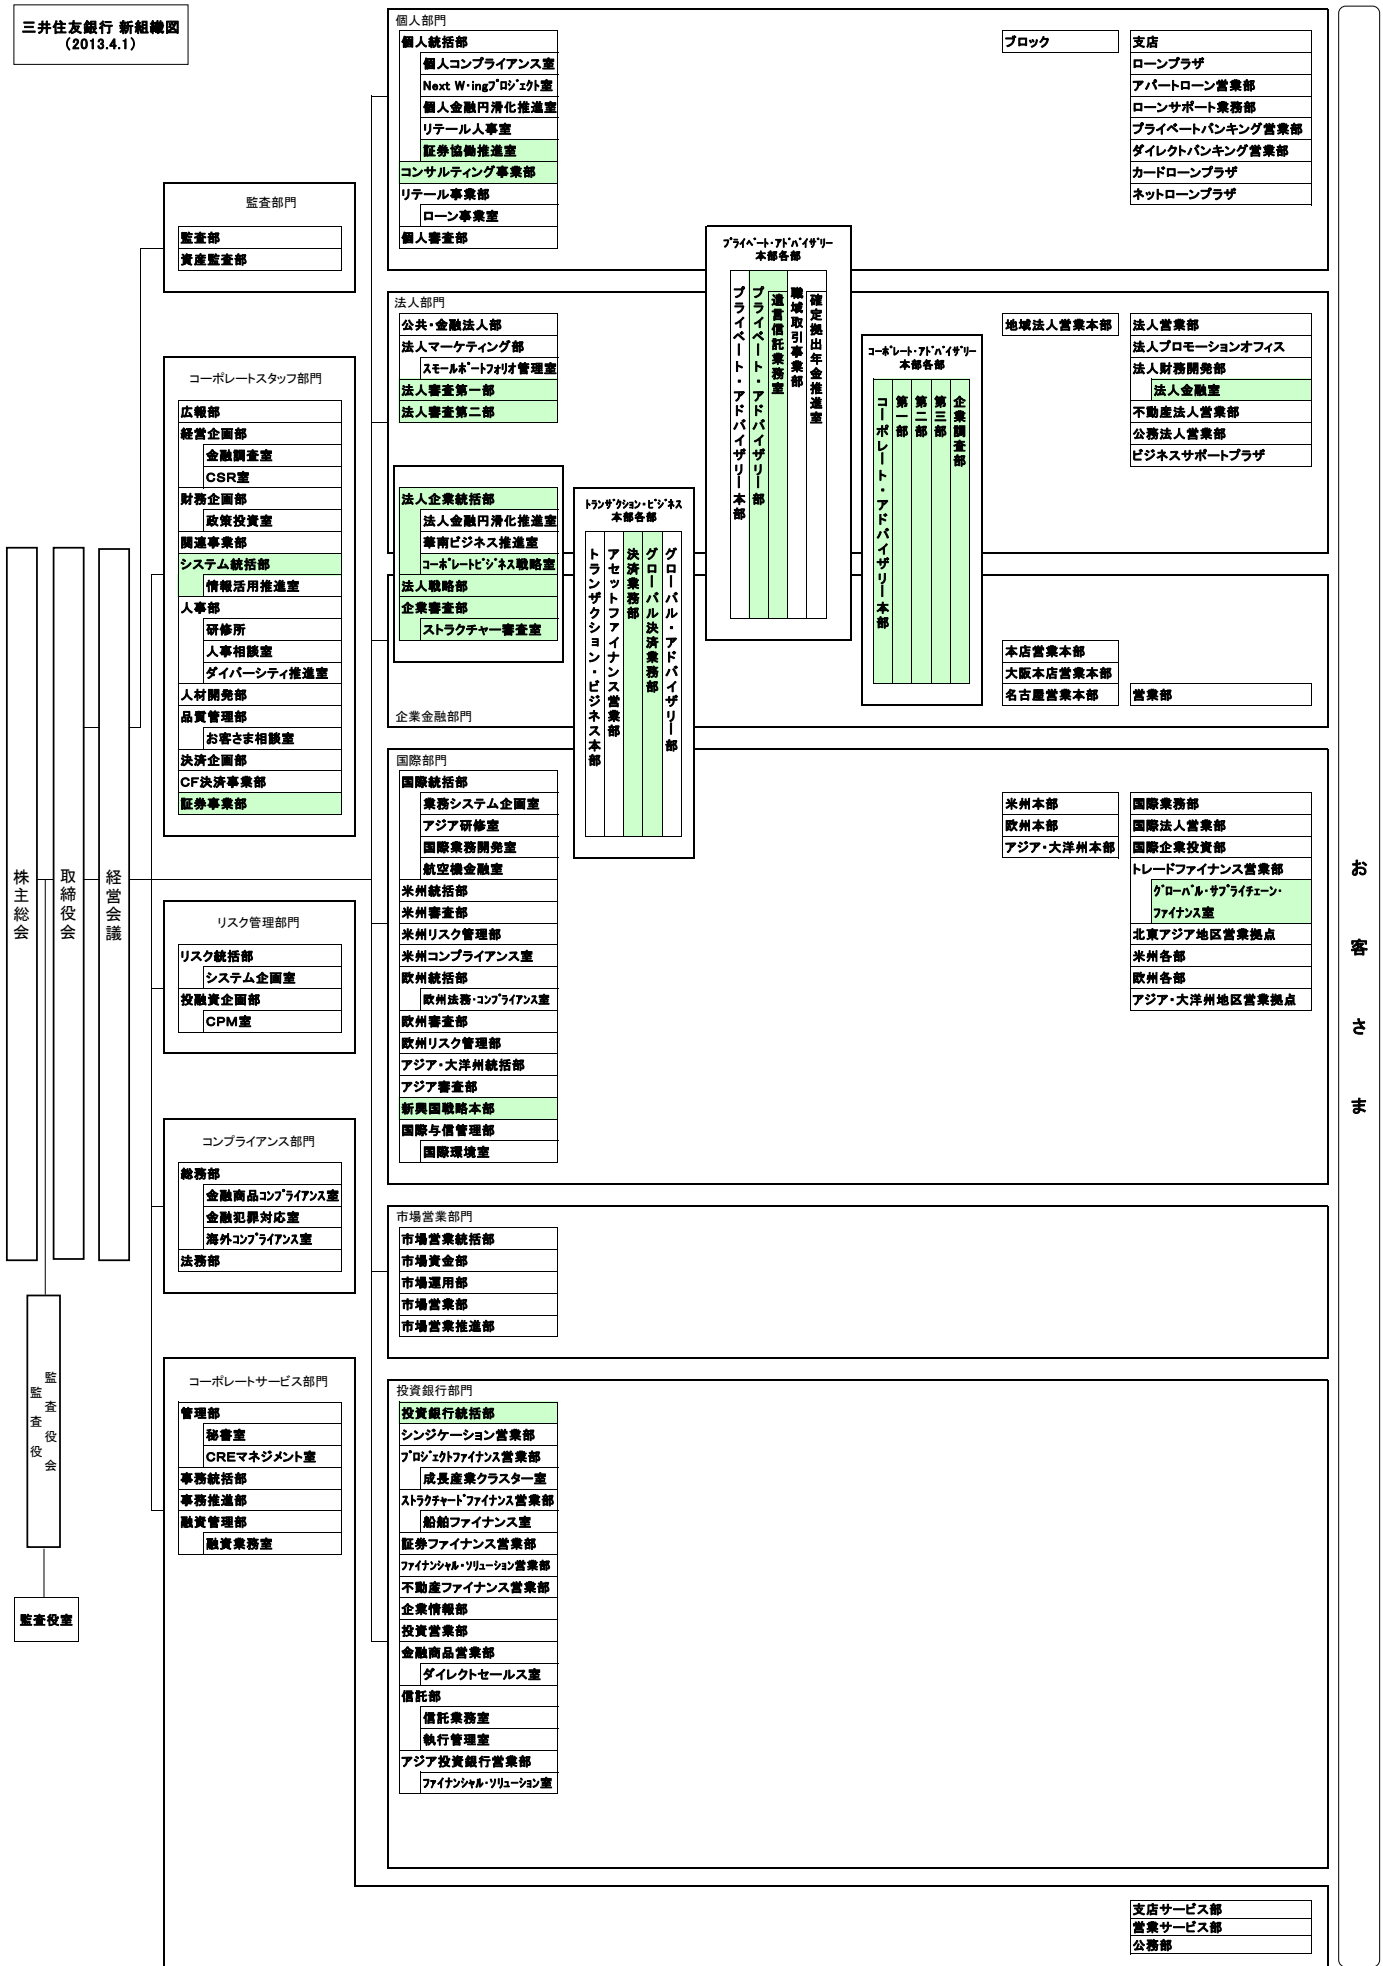 三井住友銀行 新組織図
(2013.4.1)
株主総会
取締役会
経営会議
監査役会
監査役
監査役室
監査部門
監査部
資産監査部
コーポレートスタッフ部門
広報部
経営企画部
金融調査室
CSR室
財務企画部
政策投資室
関連事業部
システム統括部
情報活用推進室
人事部
研修所
人事相談室
ダイバーシティ推進室
人材開発部
品質管理部
お客さま相談室
決済企画部
CF決済事業部
証券事業部
リスク管理部門
リスク統括部
システム企画室
投融資企画部
CPM室
コンプライアンス部門
総務部
金融商品コンプライアンス室
金融犯罪対応室
海外コンプライアンス室
法務部
コーポレートサービス部門
管理部
秘書室
CREマネジメント室
事務統括部
事務推進部
融資管理部
融資業務室
個人部門
個人統括部
個人コンプライアンス室
Next W・ingプロジェクト室
個人金融円滑化推進室
リテール人事室
証券協働推進室
コンサルティング事業部
リテール事業部
ローン事業室
個人審査部
ブロック
支店
ローンプラザ
アパートローン営業部
ローンサポート業務部
プライベートバンキング営業部
ダイレクトバンキング営業部
カードローンプラザ
ネットローンプラザ
プライベート・アドバイザリー
本部各部
プライベート・アドバイザリー本部
プライベート・アドバイザリー部
遺言信託業務室
職域取引事業部
確定拠出年金推進室
法人部門
公共・金融法人部
法人マーケティング部
スモールポートフォリオ管理室
法人審査第一部
法人審査第二部
法人企業統括部
法人金融円滑化推進室
華南ビジネス推進室
コーポレートビジネス戦略室
法人戦略部
企業審査部
ストラクチャー審査室
トランザクション・ビジネス
本部各部
トランザクション・ビジネス本部
アセットファイナンス営業部
決済業務部
グローバル決済業務部
グローバル・アドバイザリー部
コーポレート・アドバイザリー
本部各部
コーポレート・アドバイザリー本部
第一部
第二部
第三部
企業調査部
地域法人営業本部
法人営業部
法人プロモーションオフィス
法人財務開発部
法人金融室
不動産法人営業部
公務法人営業部
ビジネスサポートプラザ
本店営業本部
大阪本店営業本部
名古屋営業本部
営業部
企業金融部門
国際部門
国際統括部
業務システム企画室
アジア研修室
国際業務開発室
航空機金融室
米州統括部
米州審査部
米州リスク管理部
米州コンプライアンス室
欧州統括部
欧州法務・コンプライアンス室
欧州審査部
欧州リスク管理部
アジア・大洋州統括部
アジア審査部
新興国戦略本部
国際与信管理部
国際環境室
米州本部
欧州本部
アジア・大洋州本部
国際業務部
国際法人営業部
国際企業投資部
トレードファイナンス営業部
グローバル・サプライチェーン・
ファイナンス室
北東アジア地区営業拠点
米州各部
欧州各部
アジア・大洋州地区営業拠点
市場営業部門
市場営業統括部
市場資金部
市場運用部
市場営業部
市場営業推進部
投資銀行部門
投資銀行統括部
シンジケーション営業部
プロジェクトファイナンス営業部
成長産業クラスター室
ストラクチャードファイナンス営業部
船舶ファイナンス室
証券ファイナンス営業部
ファイナンシャル・ソリューション営業部
不動産ファイナンス営業部
企業情報部
投資営業部
金融商品営業部
ダイレクトセールス室
信託部
信託業務室
執行管理室
アジア投資銀行営業部
ファイナンシャル・ソリューション室
支店サービス部
営業サービス部
公務部
お客さま